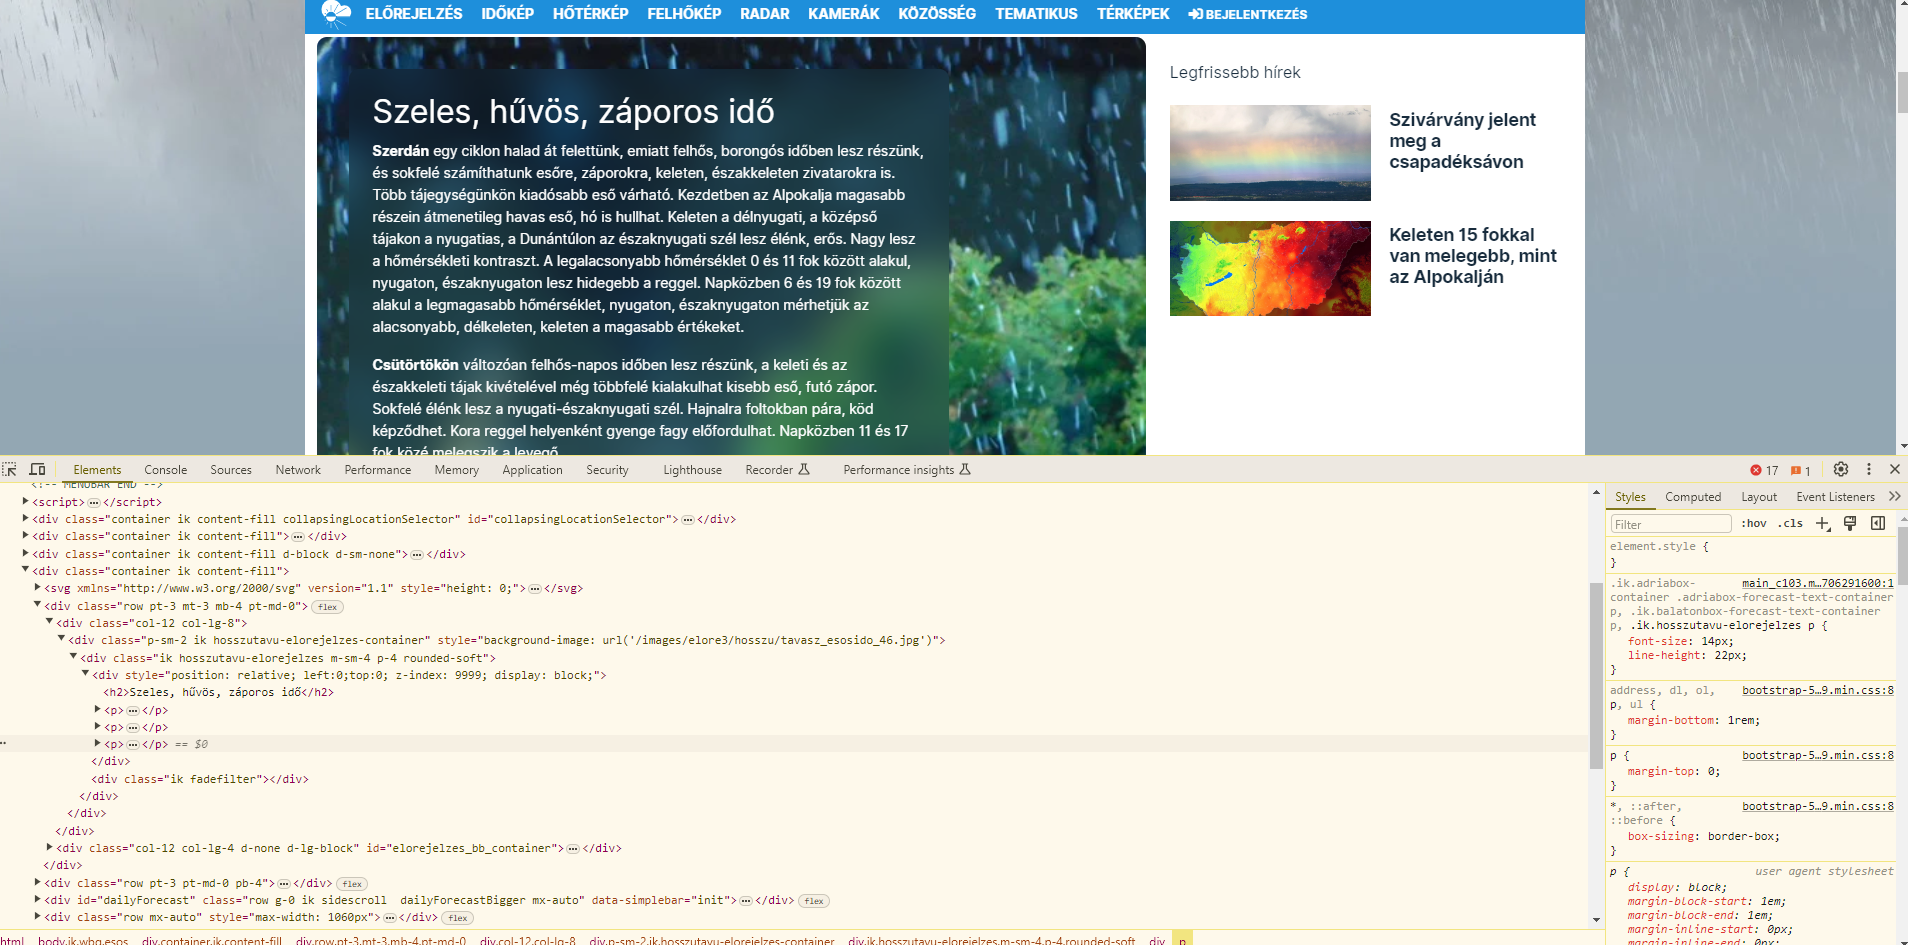 ELŐREJELZÉS IDŐKÉP HŐTÉRKÉP FELHŐKÉP RADAR KAMERÁK KÖZÖSSÉG TEMATIKUS TÉRKÉPEK BEJELENTKEZÉS
Szeles, hűvös, záporos idő
Szerdán egy ciklon halad át felettünk, emiatt felhős, borongós időben lesz részünk,
és sokfelé számíthatunk esőre, záporokra, keleten, északkeleten zivatarokra is.
Több tájegységünkön kiadósabb eső várható. Kezdetben az Alpokalja magasabb
részein átmenetileg havas eső, hó is hullhat. Keleten a délnyugati, a középső
tájakon a nyugatias, a Dunántúlon az északnyugati szél lesz élénk, erős. Nagy lesz
a hőmérsékleti kontraszt. A legalacsonyabb hőmérséklet 0 és 11 fok között alakul,
nyugaton, északnyugaton lesz hidegebb a reggel. Napközben 6 és 19 fok között
alakul a legmagasabb hőmérséklet, nyugaton, északnyugaton mérhetjük az
alacsonyabb, délkeleten, keleten a magasabb értékeket.
Csütörtökön változóan felhős-napos időben lesz részünk, a keleti és az
északkeleti tájak kivételével még többfelé kialakulhat kisebb eső, futó zápor.
Sokfelé élénk lesz a nyugati-északnyugati szél. Hajnalra foltokban pára, köd
képződhet. Kora reggel helyenként gyenge fagy előfordulhat. Napközben 11 és 17
fok közé melegszik a levegő
Legfrissebb hírek
Szivárvány jelent
meg a
csapadéksávon
Keleten 15 fokkal
van melegebb, mint
az Alpokalján
Elements Console Sources Network Performance Memory Application Security Lighthouse Recorder Performance insights 17 1
<!-- MENUBAR END -->
<script>…</script>
<div class="container ik content-fill collapsingLocationSelector" id="collapsingLocationSelector">…</div>
<div class="container ik content-fill">…</div>
<div class="container ik content-fill d-block d-sm-none">…</div>
<div class="container ik content-fill">
<svg xmlns="http://www.w3.org/2000/svg" version="1.1" style="height: 0;">…</svg>
<div class="row pt-3 mt-3 mb-4 pt-md-0"> flex
<div class="col-12 col-lg-8">
<div class="p-sm-2 ik hosszutavu-elorejelzes-container" style="background-image: url('/images/elore3/hosszu/tavasz_esosido_46.jpg')">
<div class="ik hosszutavu-elorejelzes m-sm-4 p-4 rounded-soft">
<div style="position: relative; left:0;top:0; z-index: 9999; display: block;">
<h2>Szeles, hűvös, záporos idő</h2>
<p>…</p>
<p>…</p>
<p>…</p> == $0
</div>
<div class="ik fadefilter"></div>
</div>
</div>
</div>
<div class="col-12 col-lg-4 d-none d-lg-block" id="elorejelzes_bb_container">…</div>
</div>
<div class="row pt-3 pt-md-0 pb-4">…</div> flex
<div id="dailyForecast" class="row g-0 ik sidescroll  dailyForecastBigger mx-auto" data-simplebar="init">…</div> flex
<div class="row mx-auto" style="max-width: 1060px">…</div> flex
html body.ik.wbg.esos div.container.ik.content-fill div.row.pt-3.mt-3.mb-4.pt-md-0 div.col-12.col-lg-8 div.p-sm-2.ik.hosszutavu-elorejelzes-container div.ik.hosszutavu-elorejelzes.m-sm-4.p-4.rounded-soft div p
Styles Computed Layout Event Listeners
Filter :hov .cls
element.style {
}
.ik.adriabox- main_c103.m…706291600:1
container .adriabox-forecast-text-container
p, .ik.balatonbox-forecast-text-container
p, .ik.hosszutavu-elorejelzes p {
font-size: 14px;
line-height: 22px;
}
address, dl, ol, bootstrap-5…9.min.css:8
p, ul {
margin-bottom: 1rem;
}
p { bootstrap-5…9.min.css:8
margin-top: 0;
}
*, ::after, bootstrap-5…9.min.css:8
::before {
box-sizing: border-box;
}
p { user agent stylesheet
display: block;
margin-block-start: 1em;
margin-block-end: 1em;
margin-inline-start: 0px;
margin-inline-end: 0px;